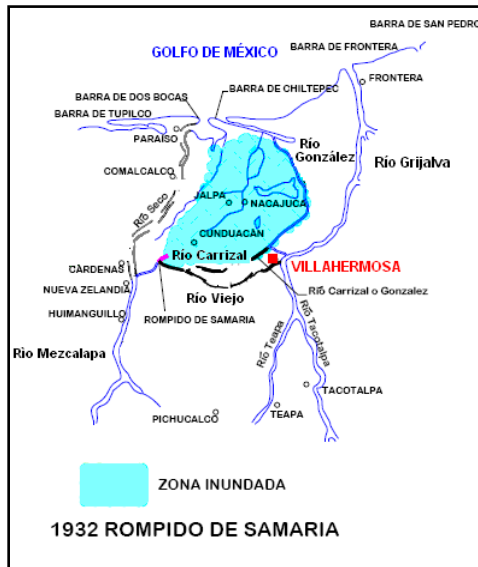 BARRA DE SAN PEDRO
GOLFO DE MÉXICO
BARRA DE FRONTERA
FRONTERA
BARRA DE CHILTEPEC
BARRA DE DOS BOCAS
BARRA DE TUPILCO
PARAÍSO
Río
González
Río Grijalva
COMALCALCO
JALPA
NACAJUCA
Río Seco
CUNDUACÁN
Río Carrizal
VILLAHERMOSA
CÁRDENAS
NUEVA ZELANDIA
Río Viejo
Río Carrizal o Gonzalez
HUIMANGUILLO
ROMPIDO DE SAMARIA
Río Mezcalapa
Río Teapa
Río Tacotalpa
TACOTALPA
PICHUCALCO
TEAPA
ZONA INUNDADA
1932 ROMPIDO DE SAMARIA